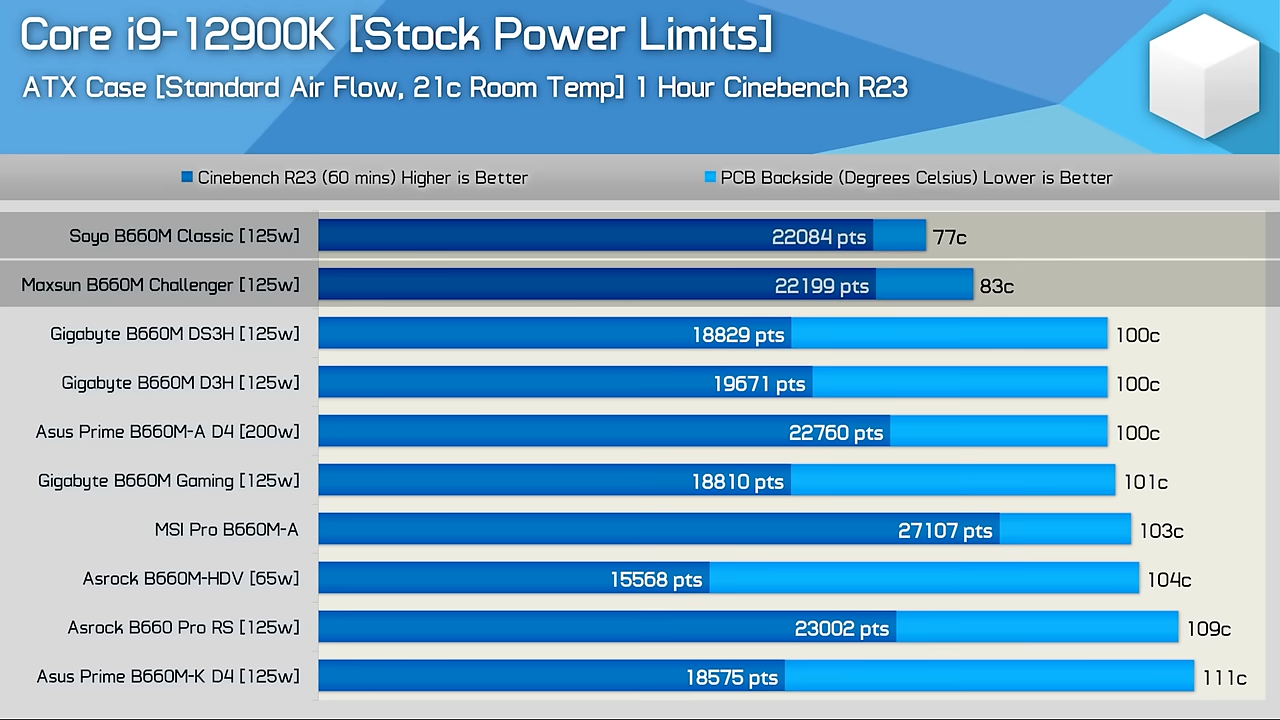 Core i9-12900K [Stock Power Limits]
ATX Case [Standard Air Flow, 21c Room Temp] 1 Hour Cinebench R23
Cinebench R23 (60 mins) Higher is Better PCB Backside (Degrees Celsius) Lower is Better
Soyo B660M Classic [125w] 22084 pts 77c
Maxsun B660M Challenger [125w] 22199 pts 83c
Gigabyte B660M DS3H [125w] 18829 pts 100c
Gigabyte B660M D3H [125w] 19671 pts 100c
Asus Prime B660M-A D4 [200w] 22760 pts 100c
Gigabyte B660M Gaming [125w] 18810 pts 101c
MSI Pro B660M-A 27107 pts 103c
Asrock B660M-HDV [65w] 15568 pts 104c
Asrock B660 Pro RS [125w] 23002 pts 109c
Asus Prime B660M-K D4 [125w] 18575 pts 111c